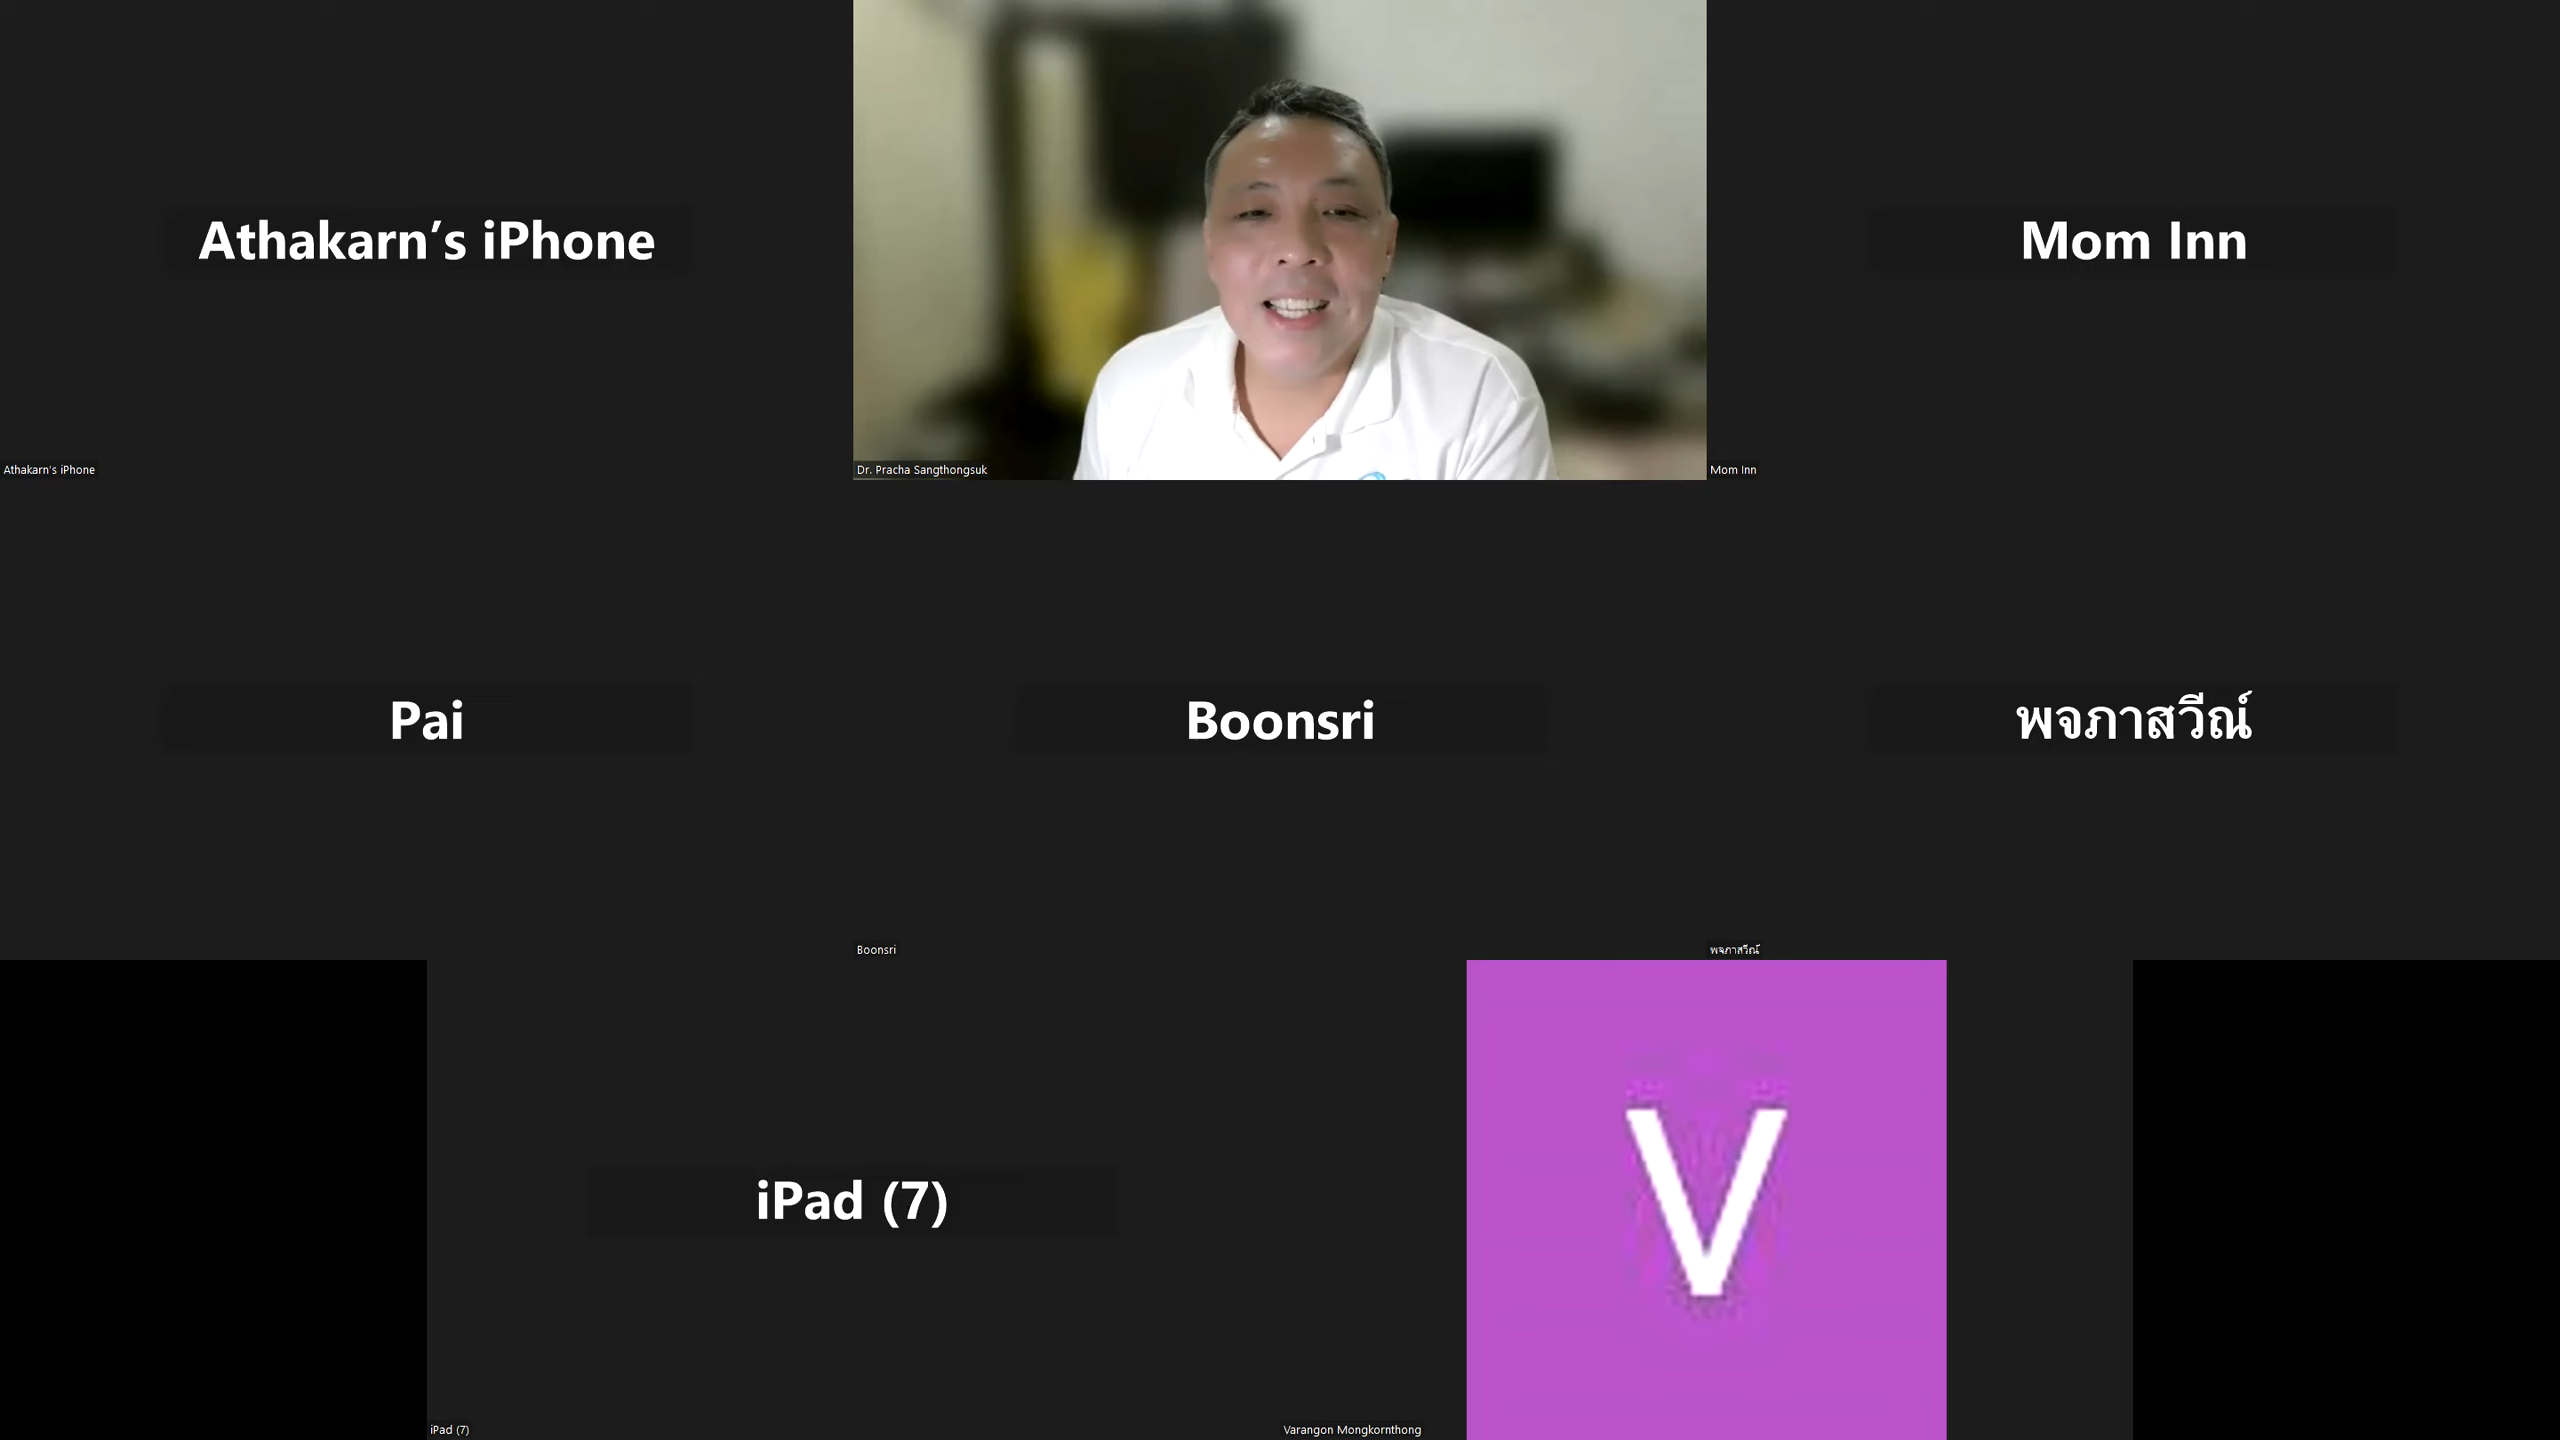 Athakarn's iPhone
Mom Inn
Athakarn's iPhone
Dr. Pracha Sangthongsuk
Mom Inn
Pai
Boonsri
พจภาสวีณ์
Boonsri
พจภาสวีณ์
iPad (7)
V
iPad (7)
Varangon Mongkornthong